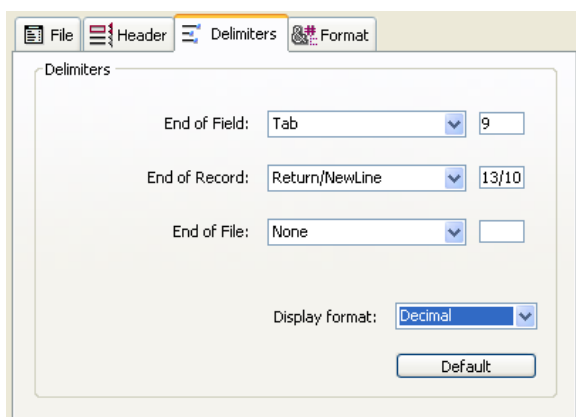 File Header Delimiters Format
Delimiters
End of Field: Tab 9
End of Record: Return/NewLine 13/10
End of File: None
Display format: Decimal
Default